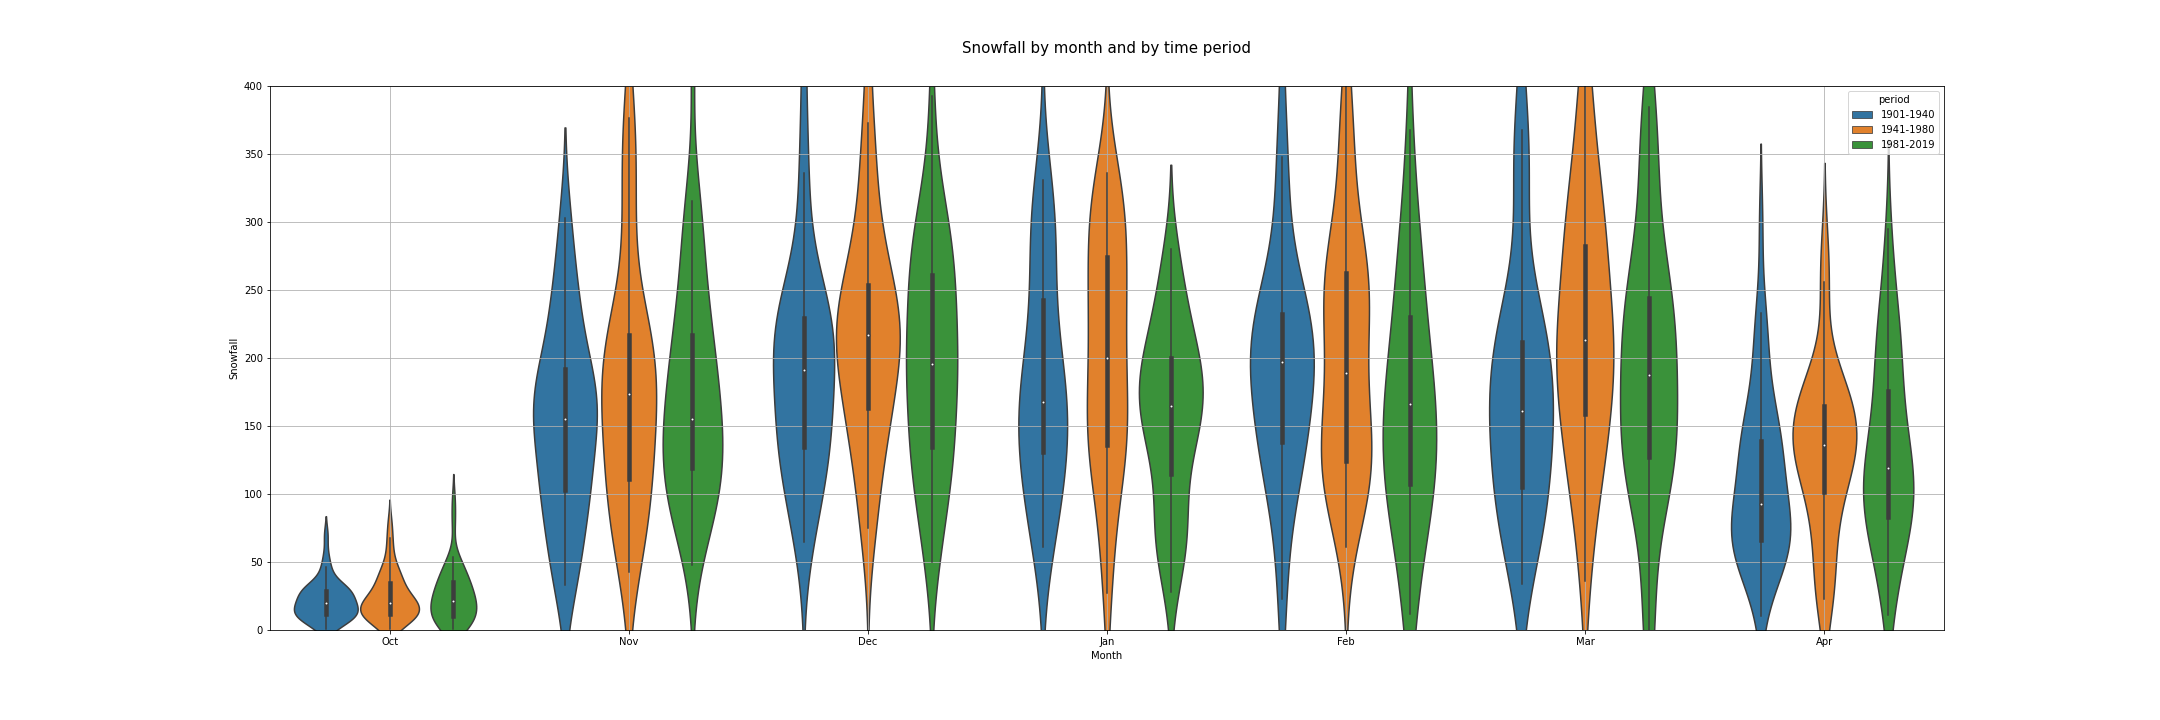 Snowfall by month and by time period
400
350
300
250
200
150
100
50
0
Snowfall
period
1901-1940
1941-1980
1981-2019
Oct
Nov
Dec
Jan
Feb
Mar
Apr
Month